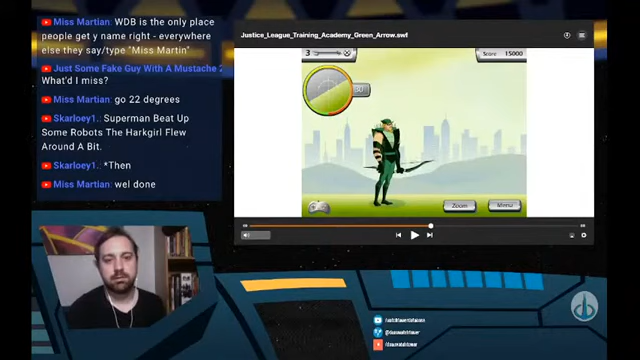 Miss Martian: WDB is the only place
people get y name right - everywhere
else they say/type "Miss Martin"
Just Some Fake Guy With A Mustache 2
What'd I miss?
Miss Martian: go 22 degrees
Skarloey1.: Superman Beat Up
Some Robots The Harkgirl Flew
Around A Bit.
Skarloey1.: *Then
Miss Martian: wel done
Justice_League_Training_Academy_Green_Arrow.swf
3
Score 15000
Zoom
Menu